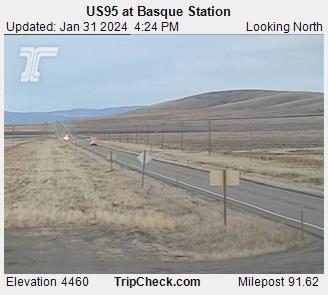 US95 at Basque Station
Updated: Jan 31 2024 4:24 PM Looking North
Elevation 4460 TripCheck.com Milepost 91.62